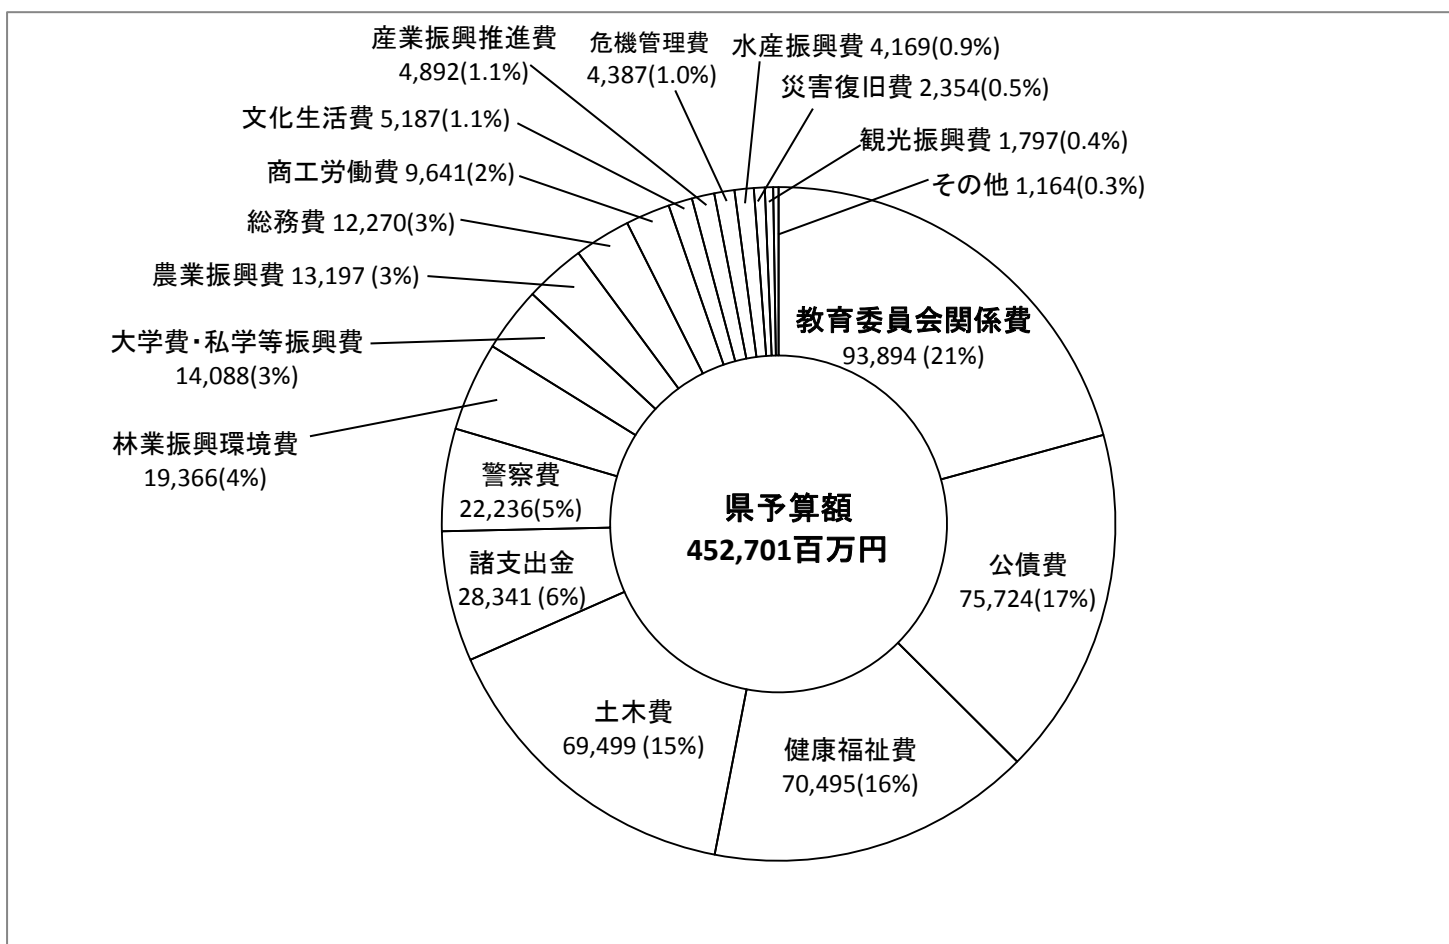 産業振興推進費
4,892(1.1%)
危機管理費
4,387(1.0%)
水産振興費 4,169(0.9%)
災害復旧費 2,354(0.5%)
文化生活費 5,187(1.1%)
観光振興費 1,797(0.4%)
商工労働費 9,641(2%)
その他 1,164(0.3%)
総務費 12,270(3%)
農業振興費 13,197 (3%)
教育委員会関係費
93,894 (21%)
大学費・私学等振興費
14,088(3%)
林業振興環境費
19,366(4%)
警察費
22,236(5%)
県予算額
452,701百万円
諸支出金
28,341 (6%)
公債費
75,724(17%)
土木費
69,499 (15%)
健康福祉費
70,495(16%)